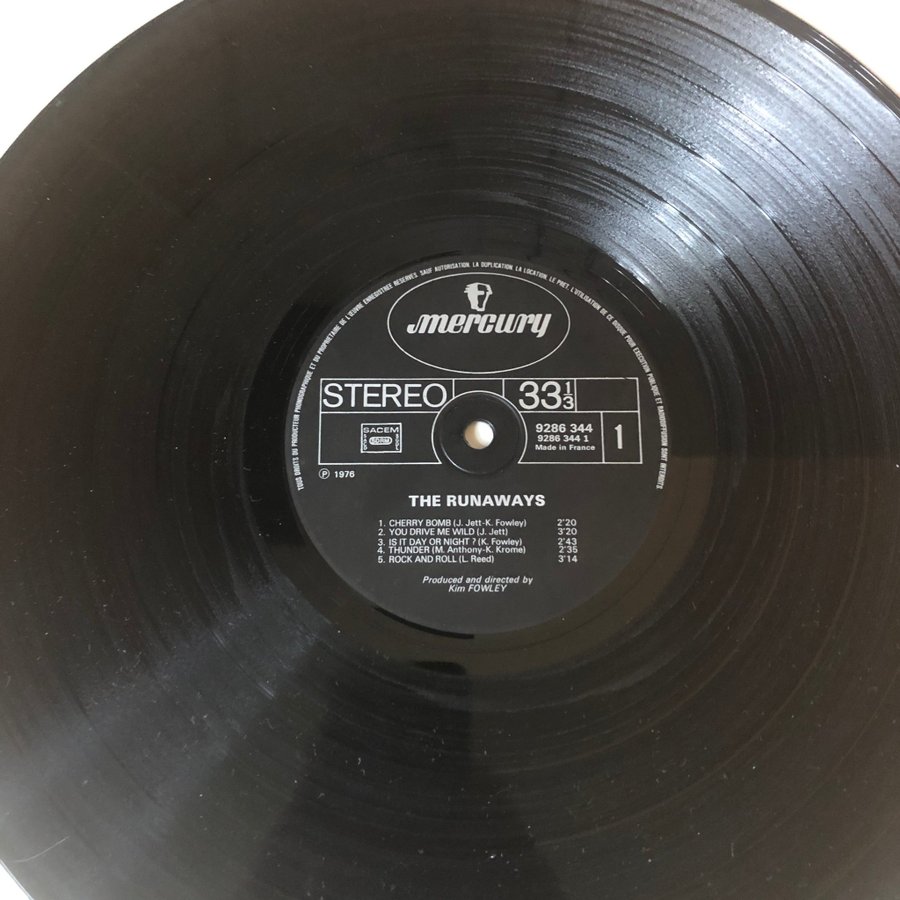 TOUS DROITS DU PRODUCTEUR PHONOGRAPHIQUE ET DU PROPRIETAIRE DE L'ŒUVRE ENREGISTREE RESERVES. SAUF AUTORISATION. LA DUPLICATION. LA LOCATION. LE PRET. L'UTILISATION DE CE DISQUE POUR EXECUTION PUBLIQUE ET RADIODIFFUSION SONT INTERDITS
mercury
STEREO 33 1/3
SACEM
9286 344
9286 344 1
Made in France
1
℗ 1976
THE RUNAWAYS
1. CHERRY BOMB (J. Jett-K. Fowley) 2'20
2. YOU DRIVE ME WILD (J. Jett) 3'20
3. IS IT DAY OR NIGHT ? (K. Fowley) 2'43
4. THUNDER (M. Anthony-K. Krome) 2'35
5. ROCK AND ROLL (L. Reed) 3'14
Produced and directed by
Kim FOWLEY